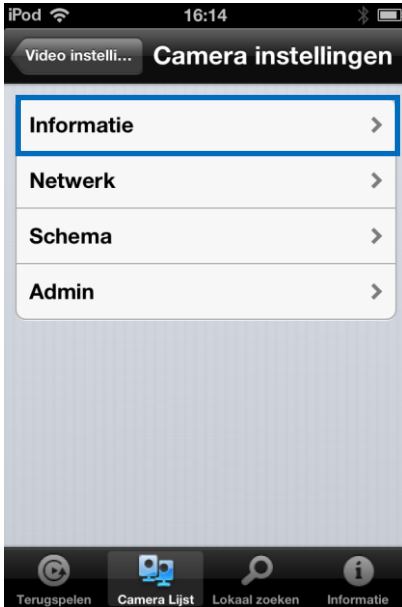 iPod 16:14
Video instelli... Camera instellingen
Informatie
Netwerk
Schema
Admin
Terugspelen Camera Lijst Lokaal zoeken Informatie